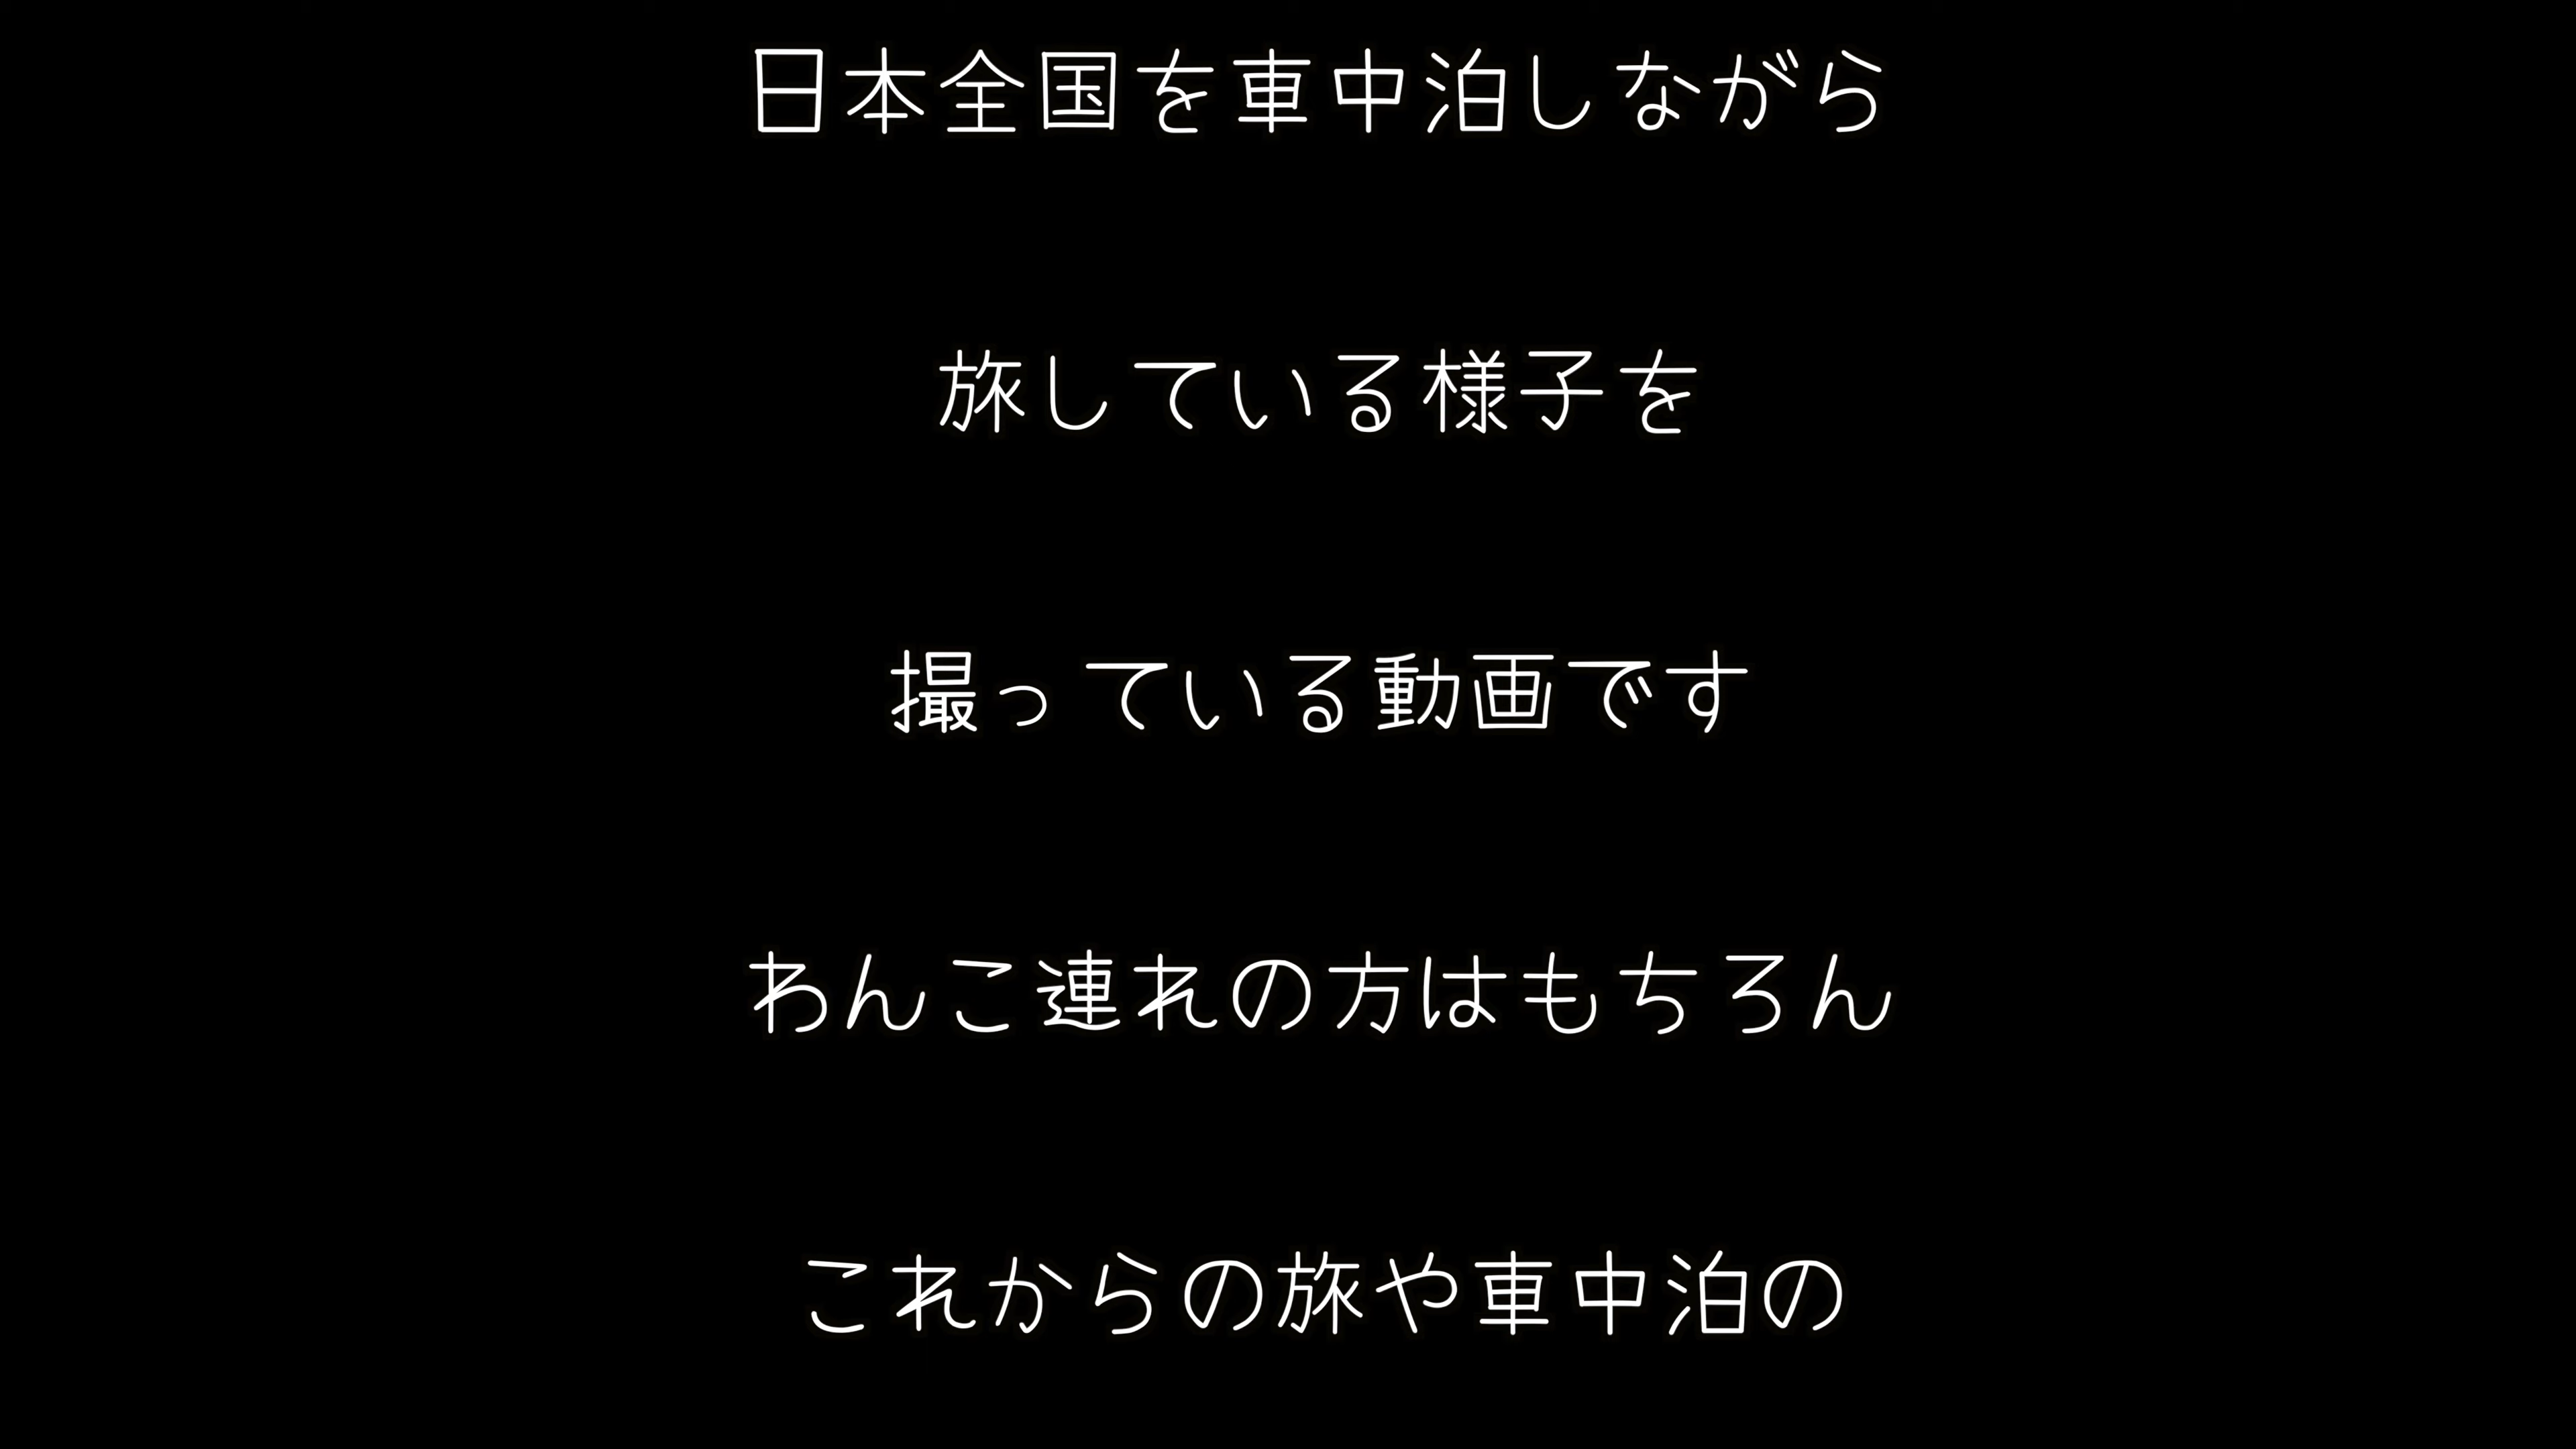 日本全国を車中泊しながら
旅している様子を
撮っている動画です
わんこ連れの方はもちろん
これからの旅や車中泊の